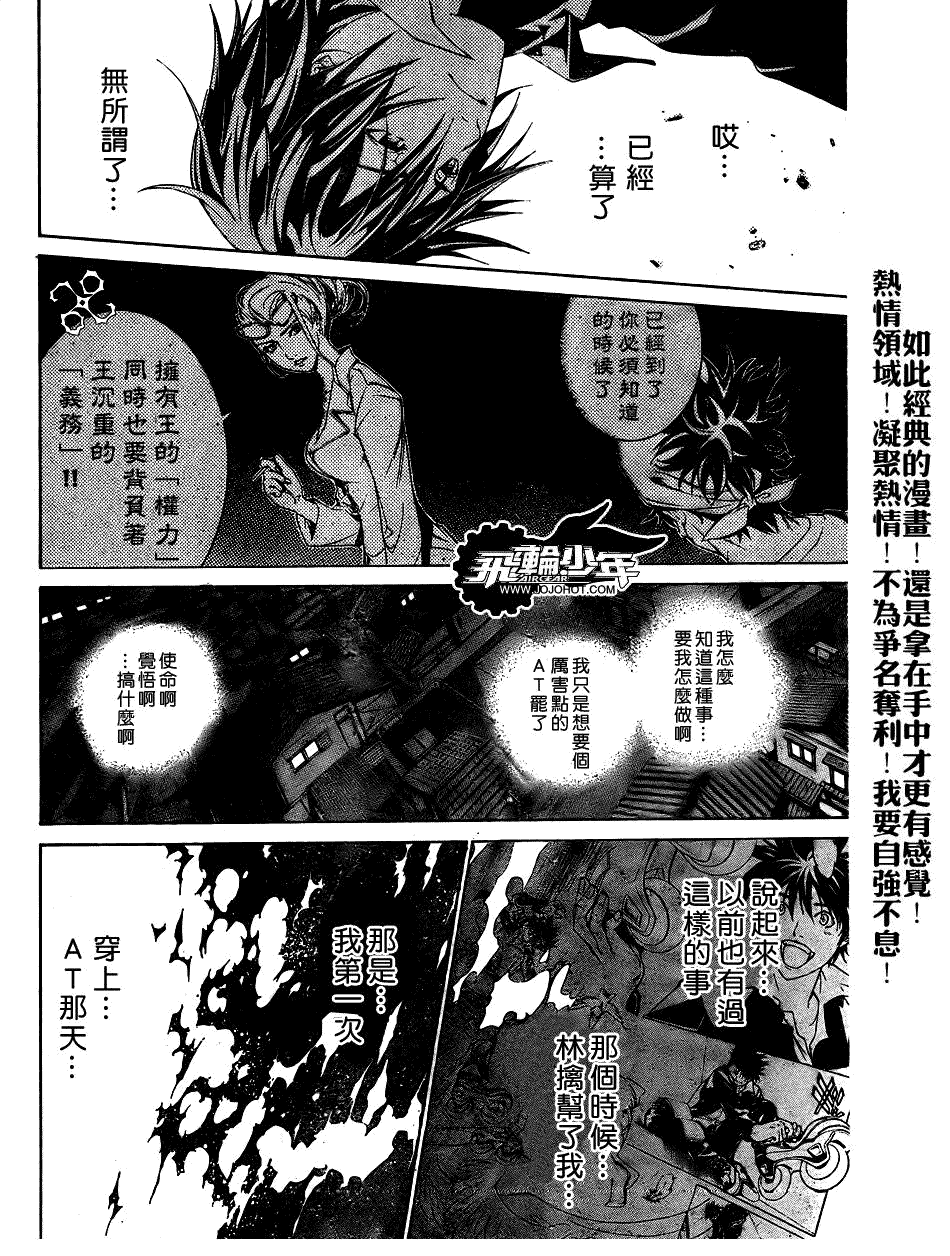 哎…
已經
…算了
無所謂了…
已經到了
你必須知道
的時候了
擁有王的「權力」
同時也要背負著
王沉重的
「義務」!!
飛輪少年
AIRGEAR
WWW.JOJOHOT.COM
我怎麼
知道這種事…
要我怎麼做啊
我只是想要個
厲害點的
AT罷了
使命啊
覺悟啊
…搞什麼啊
說起來…
以前也有過
這樣的事
那個時候…
林擒幫了我…
那是…
我第一次
穿上…
AT那天…
如此經典的漫畫！還是拿在手中才更有感覺！
熱情領域！凝聚熱情！不為爭名奪利！我要自強不息！